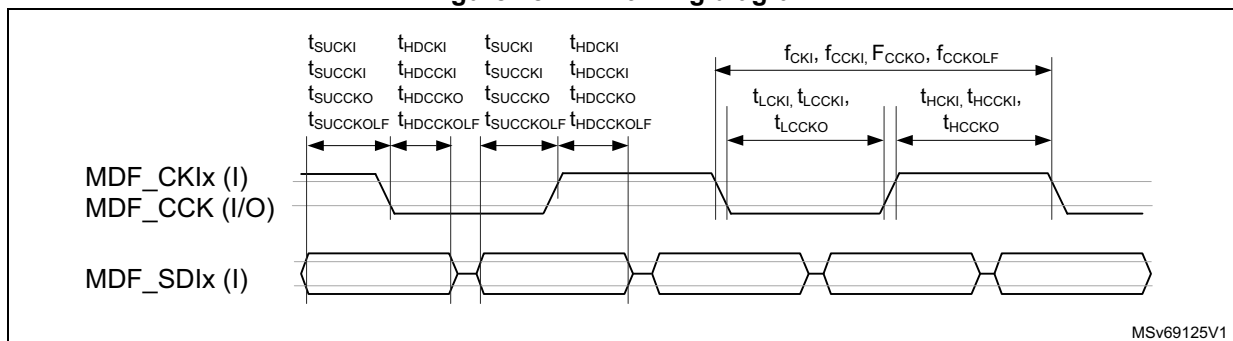 tSUCKI tHDCKI tSUCKI tHDCKI
tSUCCKI tHDCCKI tSUCCKI tHDCCKI
tSUCCKO tHDCCKO tSUCCKO tHDCCKO
tSUCCKOLF tHDCCKOLF tSUCCKOLF tHDCCKOLF
fCKI, fCCKI, FCCKO, fCCKOLF
tLCKI, tLCCKI, tHCKI, tHCCKI,
tLCCKO tHCCKO
MDF_CKIx (I)
MDF_CCK (I/O)
MDF_SDIx (I)
MSv69125V1